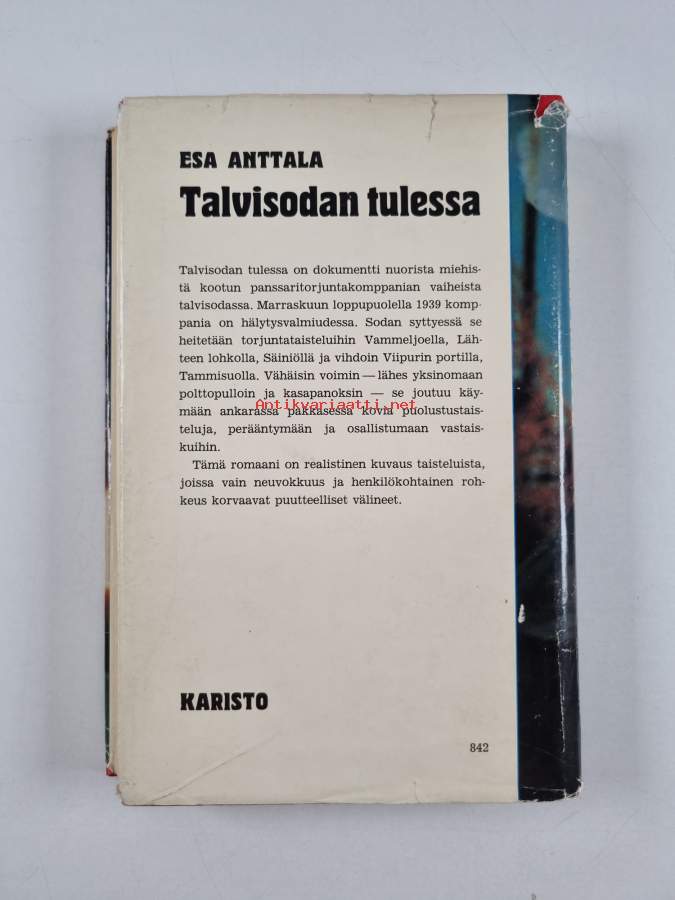 ESA ANTTALA
Talvisodan tulessa
Talvisodan tulessa on dokumentti nuorista miehis-
tä kootun panssaritorjuntakomppanian vaiheista
talvisodassa. Marraskuun loppupuolella 1939 komp-
pania on hälytysvalmiudessa. Sodan syttyessä se
heitetään torjuntataisteluihin Vammeljoella, Läh-
teen lohkolla, Säiniöllä ja vihdoin Viipurin portilla,
Tammisuolla. Vähäisin voimin — lähes yksinomaan
polttopulloin ja kasapanoksin — se joutuu käy-
Antikvariaatti.net
mään ankarassa pakkasessa kovia puolustustais-
teluja, perääntymään ja osallistumaan vastais-
kuihin.
Tämä romaani on realistinen kuvaus taisteluista,
joissa vain neuvokkuus ja henkilökohtainen roh-
keus korvaavat puutteelliset välineet.
KARISTO
842